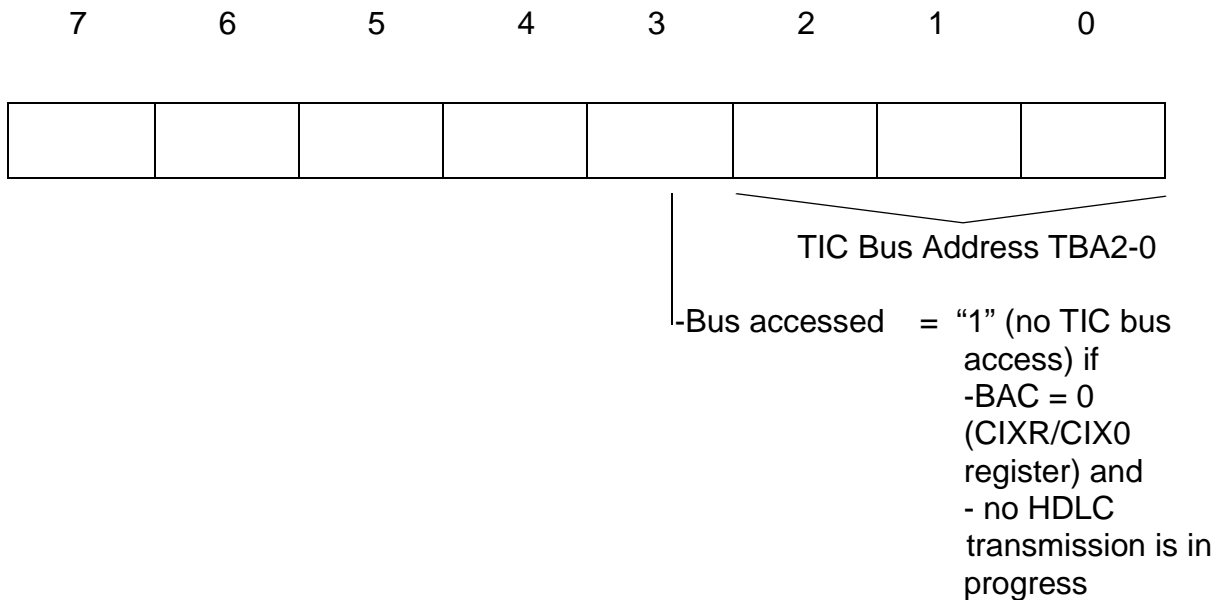 7 6 5 4 3 2 1 0
TIC Bus Address TBA2-0
-Bus accessed = “1” (no TIC bus
access) if
-BAC = 0
(CIXR/CIX0
register) and
- no HDLC
transmission is in
progress